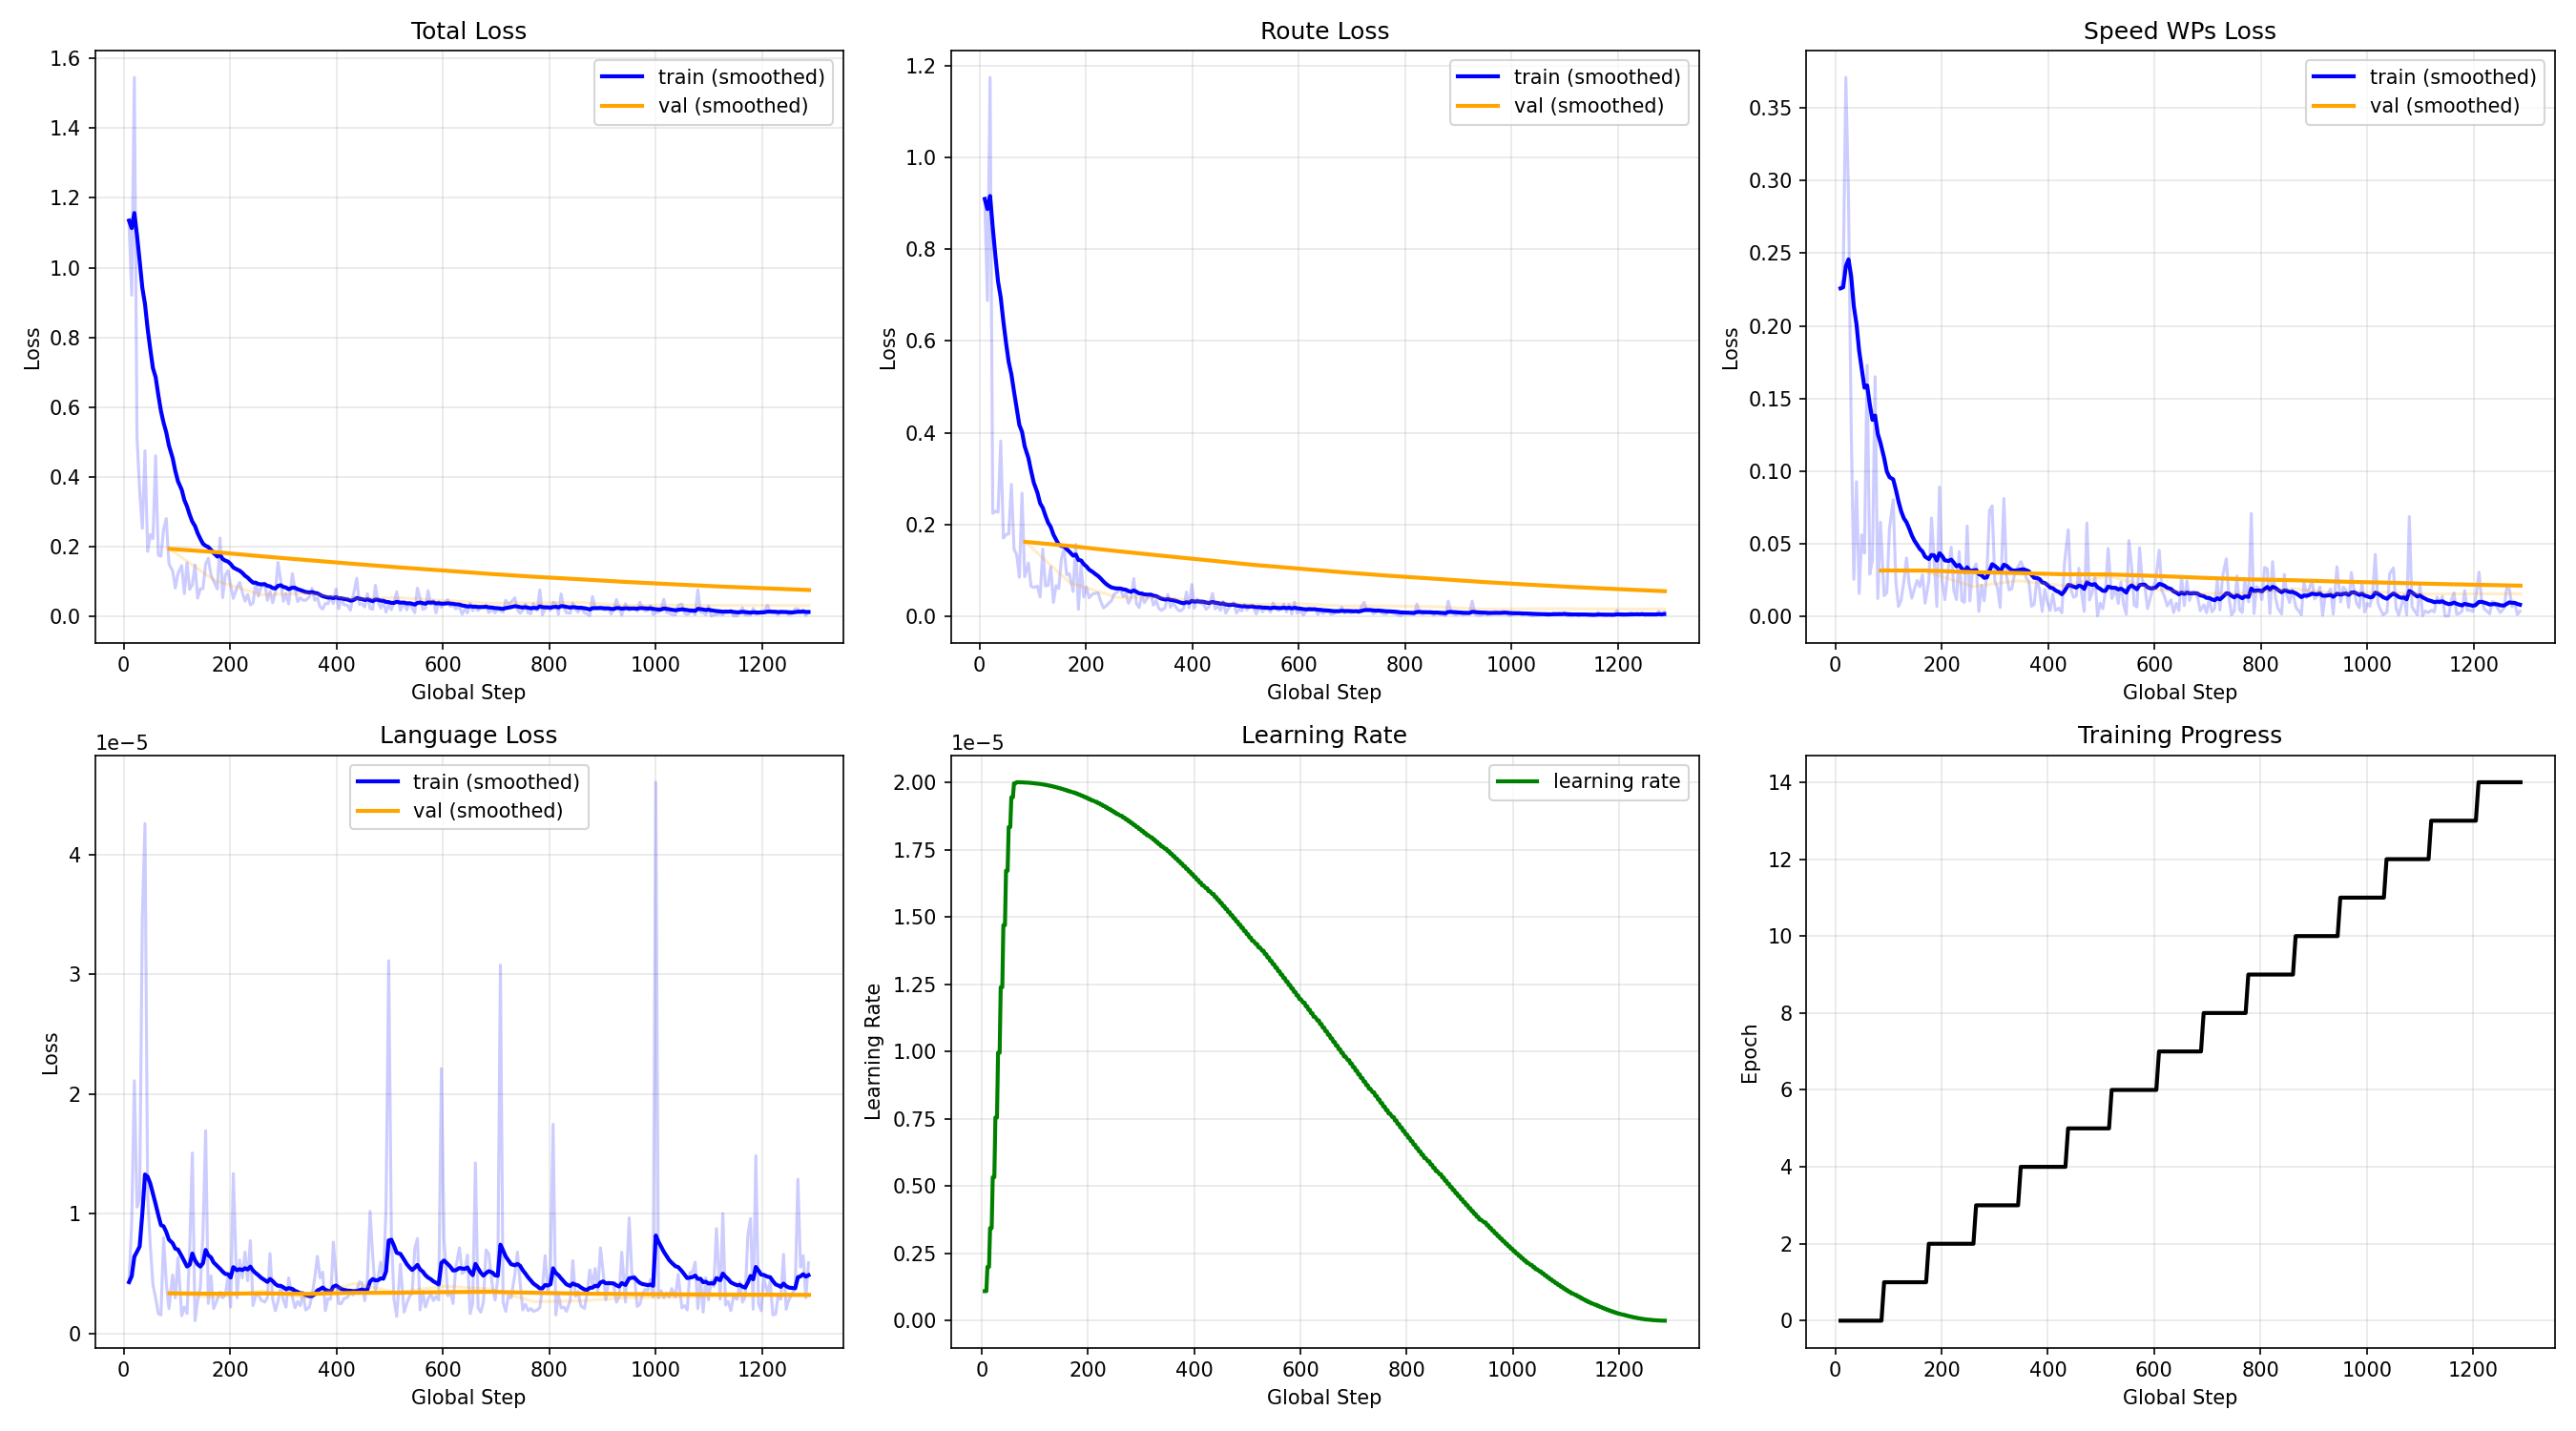 Total Loss
1.6
1.4
1.2
1.0
0.8
0.6
0.4
0.2
0.0
Loss
train (smoothed)
val (smoothed)
0 200 400 600 800 1000 1200
Global Step
Route Loss
1.2
1.0
0.8
0.6
0.4
0.2
0.0
Loss
train (smoothed)
val (smoothed)
0 200 400 600 800 1000 1200
Global Step
Speed WPs Loss
0.35
0.30
0.25
0.20
0.15
0.10
0.05
0.00
Loss
train (smoothed)
val (smoothed)
0 200 400 600 800 1000 1200
Global Step
Language Loss
1e−5
4
3
2
1
0
Loss
train (smoothed)
val (smoothed)
0 200 400 600 800 1000 1200
Global Step
Learning Rate
1e−5
2.00
1.75
1.50
1.25
1.00
0.75
0.50
0.25
0.00
Learning Rate
learning rate
0 200 400 600 800 1000 1200
Global Step
Training Progress
14
12
10
8
6
4
2
0
Epoch
0 200 400 600 800 1000 1200
Global Step